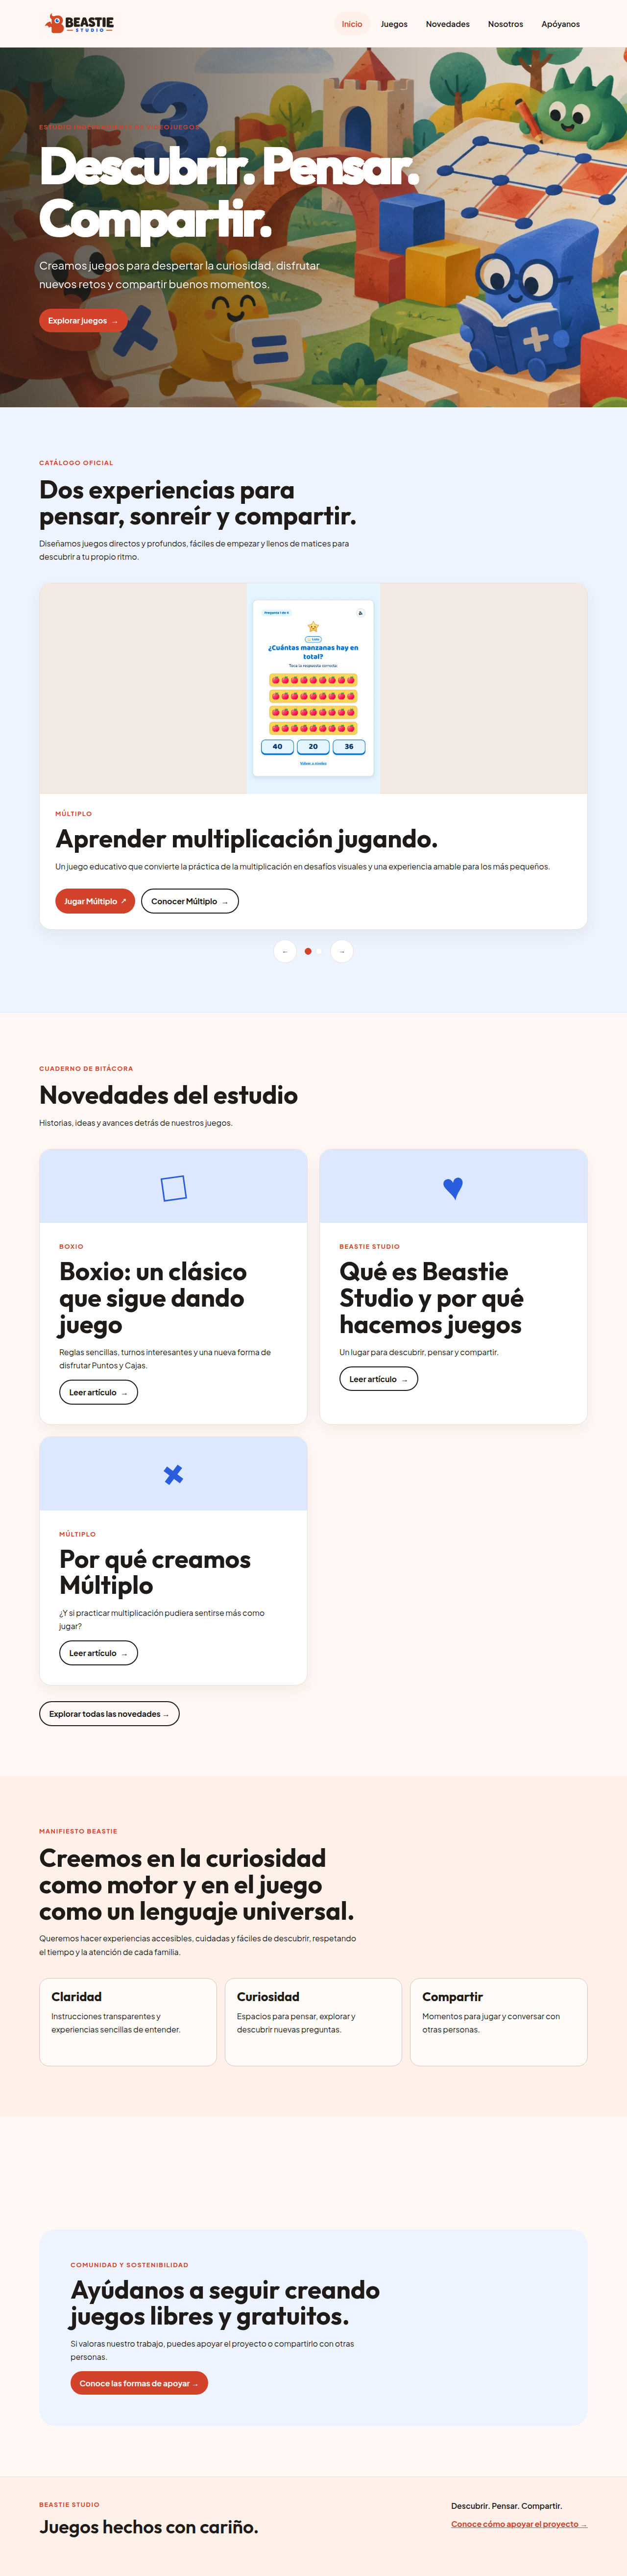 BEASTIE
STUDIO
Inicio
Juegos
Novedades
Nosotros
Apóyanos
Descubrir. Pensar.
Compartir.
Creamos juegos para despertar la curiosidad, disfrutar
nuevos retos y compartir buenos momentos.
Explorar juegos →
CATÁLOGO OFICIAL
Dos experiencias para
pensar, sonreír y compartir.
Diseñamos juegos directos y profundos, fáciles de empezar y llenos de matices para
descubrir a tu propio ritmo.
¿Cuántas manzanas hay en
total?
Toca la respuesta correcta.
40
20
36
MÚLTIPLO
Aprender multiplicación jugando.
Un juego educativo que convierte la práctica de la multiplicación en desafíos visuales y una experiencia amable para los más pequeños.
Jugar Múltiplo ↗
Conocer Múltiplo →
← →
CUADERNO DE BITÁCORA
Novedades del estudio
Historias, ideas y avances detrás de nuestros juegos.
BOXIO
Boxio: un clásico
que sigue dando
juego
Reglas sencillas, turnos interesantes y una nueva forma de
disfrutar Puntos y Cajas.
Leer artículo →
BEASTIE STUDIO
Qué es Beastie
Studio y por qué
hacemos juegos
Un lugar para descubrir, pensar y compartir.
Leer artículo →
MÚLTIPLO
Por qué creamos
Múltiplo
¿Y si practicar multiplicación pudiera sentirse más como
jugar?
Leer artículo →
Explorar todas las novedades →
MANIFIESTO BEASTIE
Creemos en la curiosidad
como motor y en el juego
como un lenguaje universal.
Queremos hacer experiencias accesibles, cuidadas y fáciles de descubrir, respetando
el tiempo y la atención de cada familia.
Claridad
Instrucciones transparentes y
experiencias sencillas de entender.
Curiosidad
Espacios para pensar, explorar y
descubrir nuevas preguntas.
Compartir
Momentos para jugar y conversar con
otras personas.
COMUNIDAD Y SOSTENIBILIDAD
Ayúdanos a seguir creando
juegos libres y gratuitos.
Si valoras nuestro trabajo, puedes apoyar el proyecto o compartirlo con otras
personas.
Conoce las formas de apoyar →
BEASTIE STUDIO
Juegos hechos con cariño.
Descubrir. Pensar. Compartir.
Conoce cómo apoyar el proyecto →